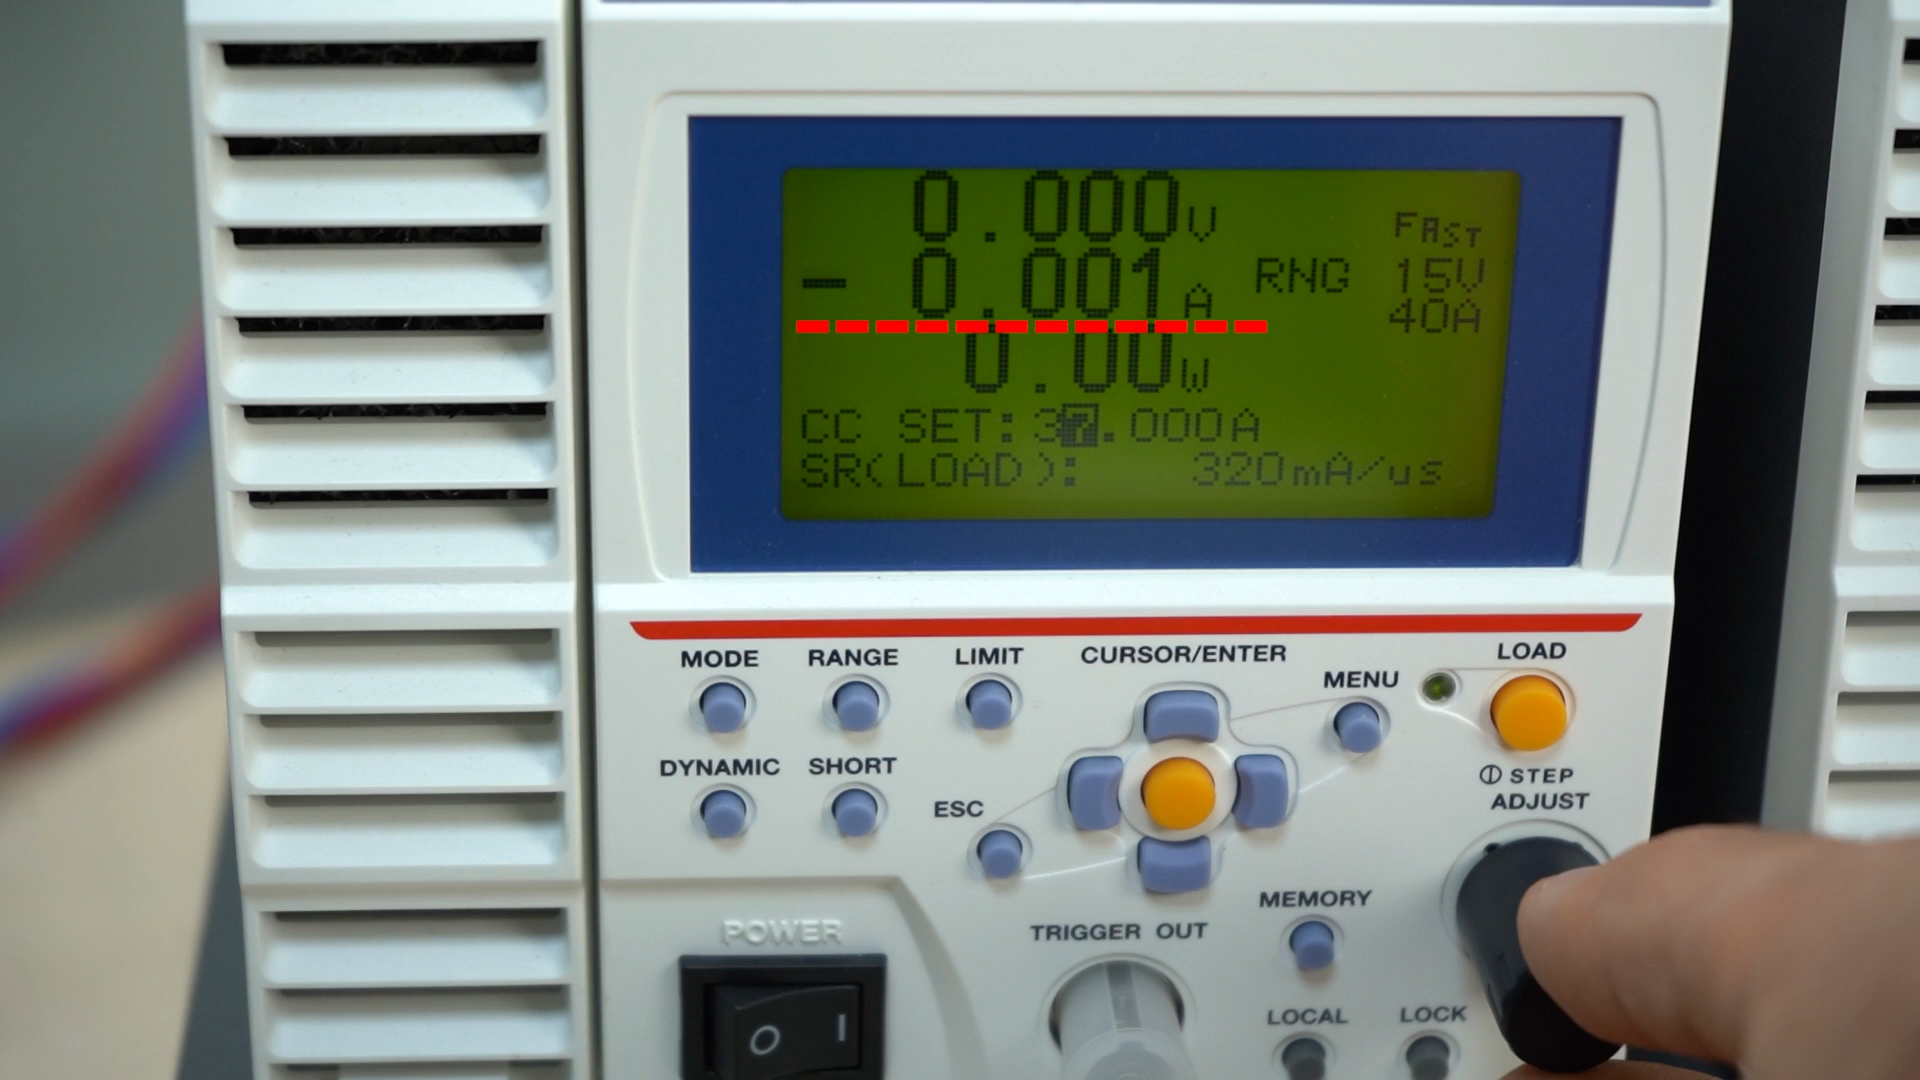 0.000V
FAST
- 0.001A
RNG 15V
40A
0.00W
CC SET: 37.000A
SR(LOAD): 320mA/us
MODE RANGE LIMIT CURSOR/ENTER MENU LOAD
DYNAMIC SHORT
ESC
STEP
ADJUST
MEMORY
POWER
TRIGGER OUT
LOCAL LOCK